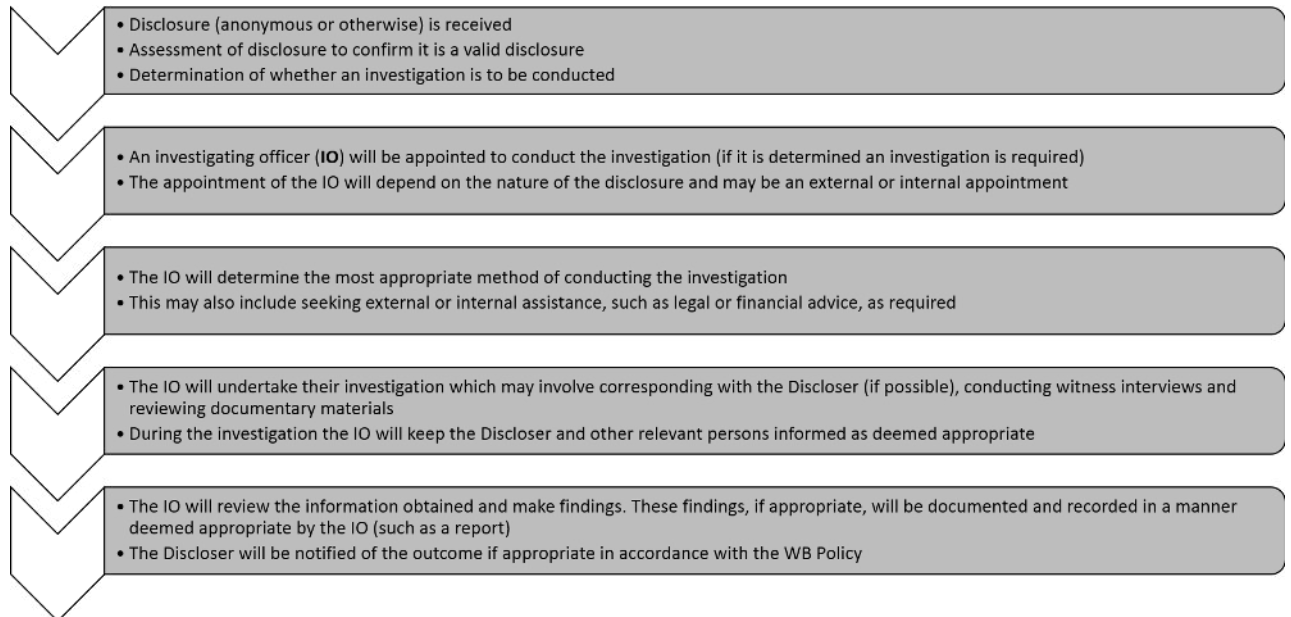 • Disclosure (anonymous or otherwise) is received
• Assessment of disclosure to confirm it is a valid disclosure
• Determination of whether an investigation is to be conducted
• An investigating officer (IO) will be appointed to conduct the investigation (if it is determined an investigation is required)
• The appointment of the IO will depend on the nature of the disclosure and may be an external or internal appointment
• The IO will determine the most appropriate method of conducting the investigation
• This may also include seeking external or internal assistance, such as legal or financial advice, as required
• The IO will undertake their investigation which may involve corresponding with the Discloser (if possible), conducting witness interviews and
reviewing documentary materials
• During the investigation the IO will keep the Discloser and other relevant persons informed as deemed appropriate
• The IO will review the information obtained and make findings. These findings, if appropriate, will be documented and recorded in a manner
deemed appropriate by the IO (such as a report)
• The Discloser will be notified of the outcome if appropriate in accordance with the WB Policy